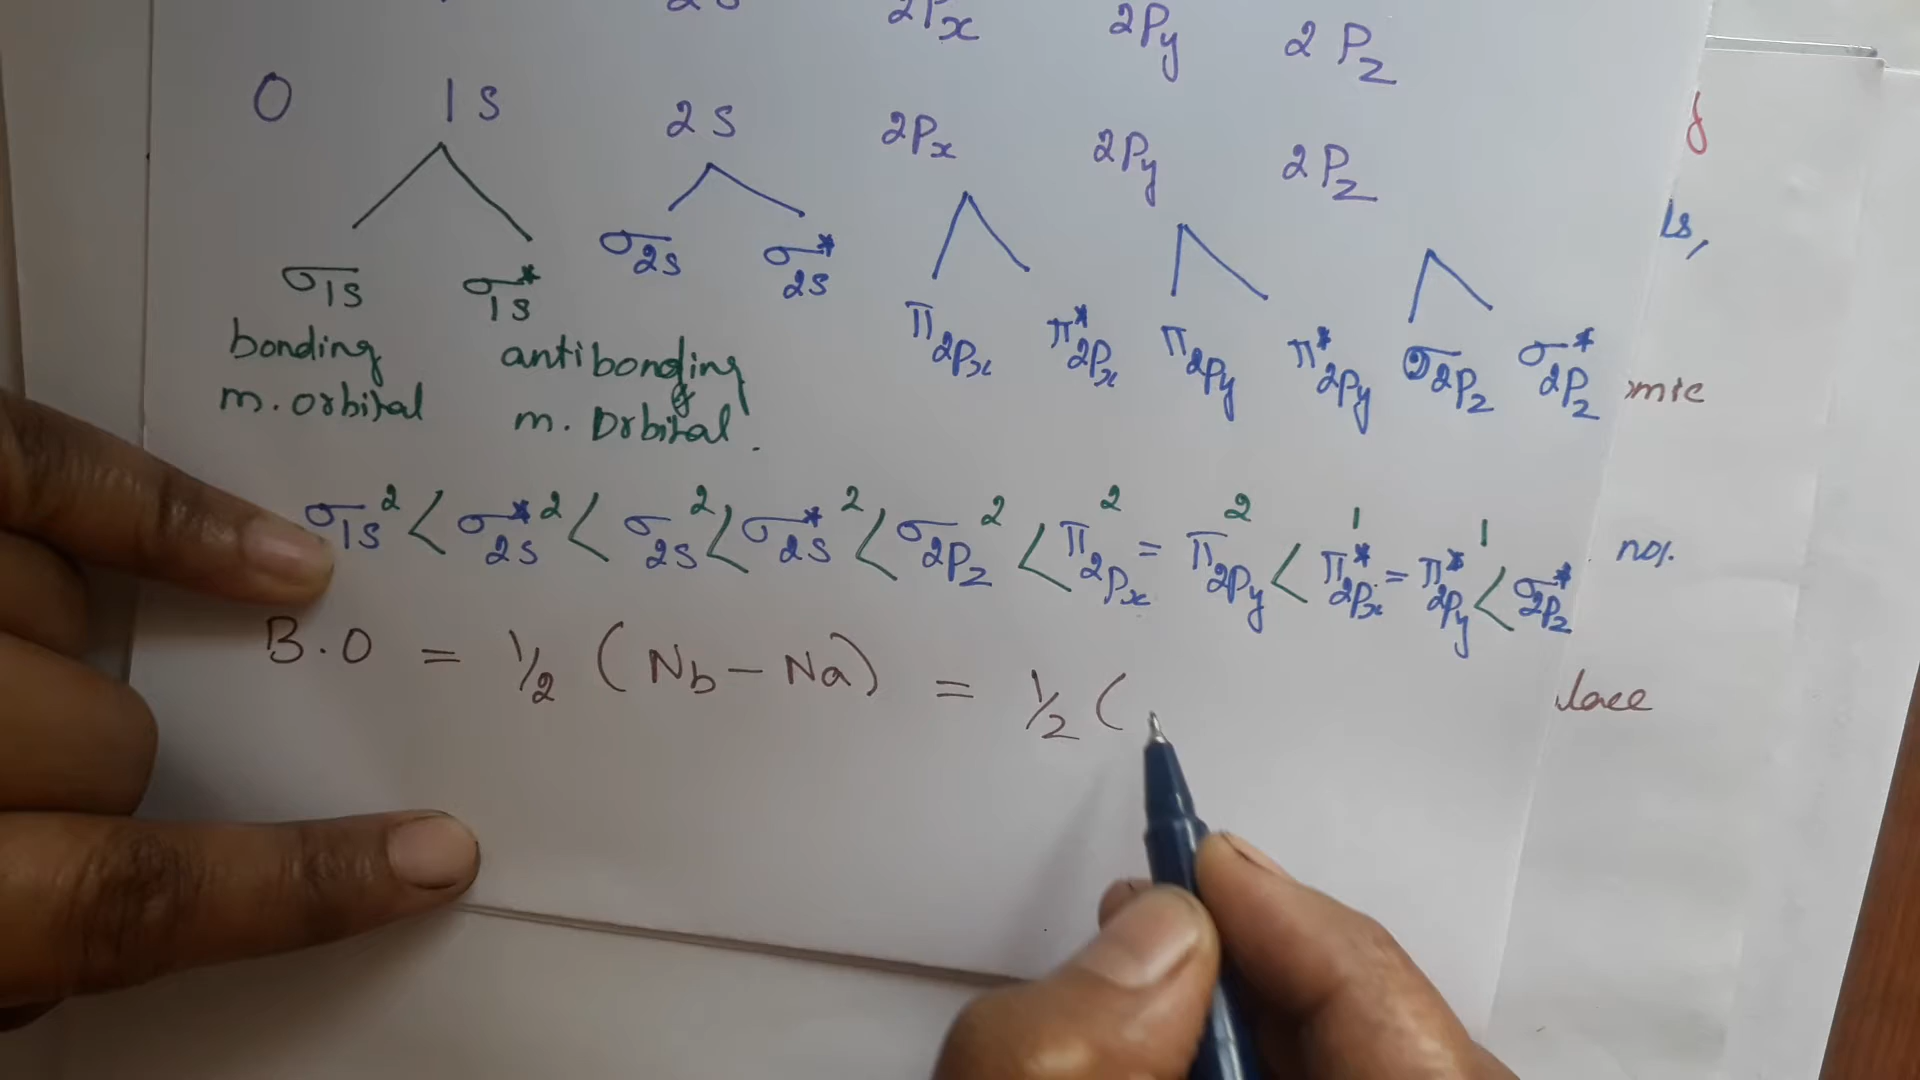 2Px 2Py 2Pz
O 1s 2s 2Px 2Py 2Pz
σ1s σ*1s σ2s σ*2s π2Px π*2Px π2Py π*2Py σ2Pz σ*2Pz
bonding m. orbital
antibonding m. Orbital.
σ1s² < σ*2s² < σ2s² < σ*2s² < σ2Pz² < π2Px² = π2Py² < π*2Px¹ = π*2Py¹ < σ*2Pz
B.O = 1/2 (Nb - Na) = 1/2 (
ls,